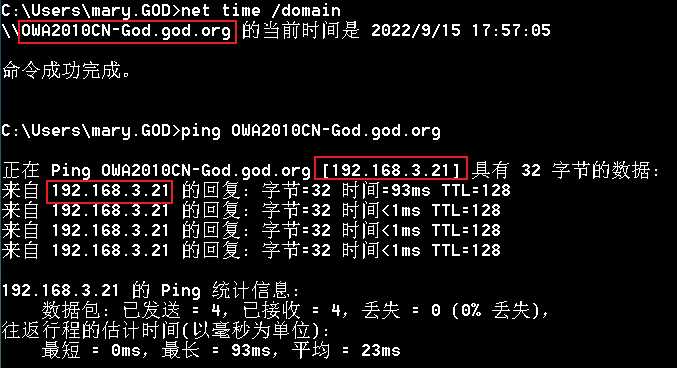 C:\Users\mary.GOD>net time /domain
\\OWA2010CN-God.god.org 的当前时间是 2022/9/15 17:57:05
命令成功完成。
C:\Users\mary.GOD>ping OWA2010CN-God.god.org
正在 Ping OWA2010CN-God.god.org [192.168.3.21] 具有 32 字节的数据:
来自 192.168.3.21 的回复: 字节=32 时间=93ms TTL=128
来自 192.168.3.21 的回复: 字节=32 时间<1ms TTL=128
来自 192.168.3.21 的回复: 字节=32 时间<1ms TTL=128
来自 192.168.3.21 的回复: 字节=32 时间<1ms TTL=128
192.168.3.21 的 Ping 统计信息:
数据包: 已发送 = 4，已接收 = 4，丢失 = 0 (0% 丢失)，
往返行程的估计时间(以毫秒为单位):
最短 = 0ms，最长 = 93ms，平均 = 23ms